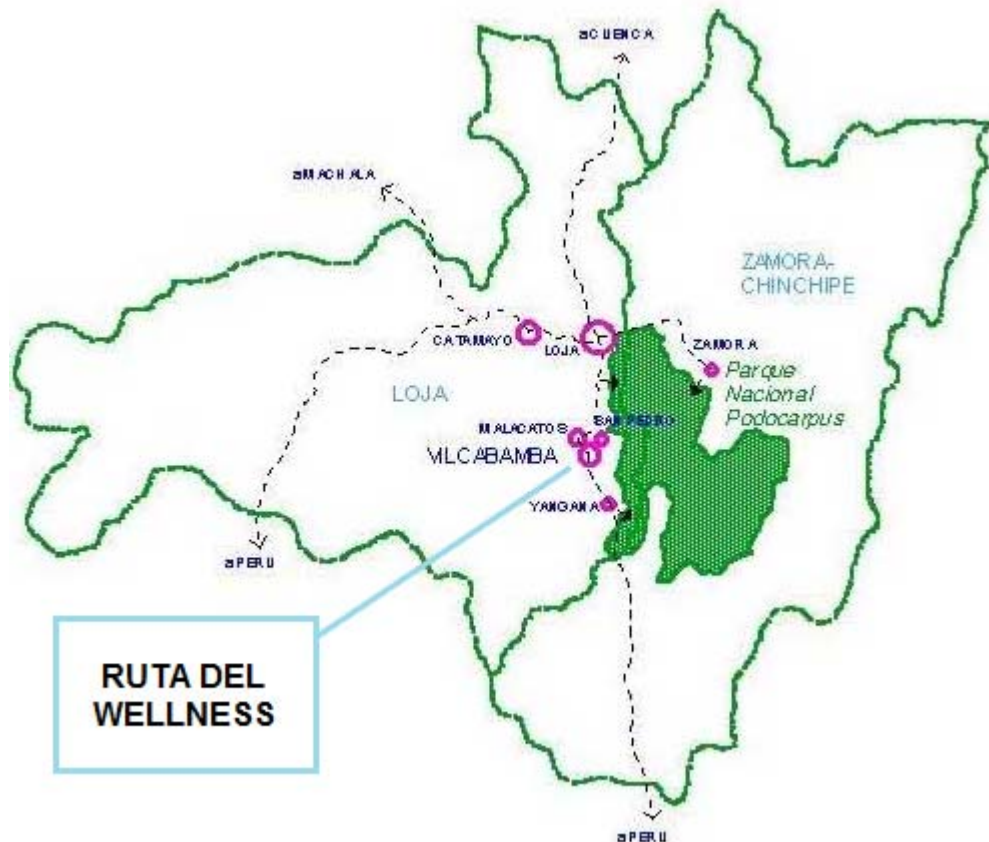 a CUENCA
a MACHALA
ZAMORA-
CHINCHIPE
CATAMAYO
LOJA
ZAMORA
Parque
Nacional
Podocarpus
LOJA
MALACATOS
SAN PEDRO
VILCABAMBA
YANGANA
a PERU
RUTA DEL
WELLNESS
a PERU